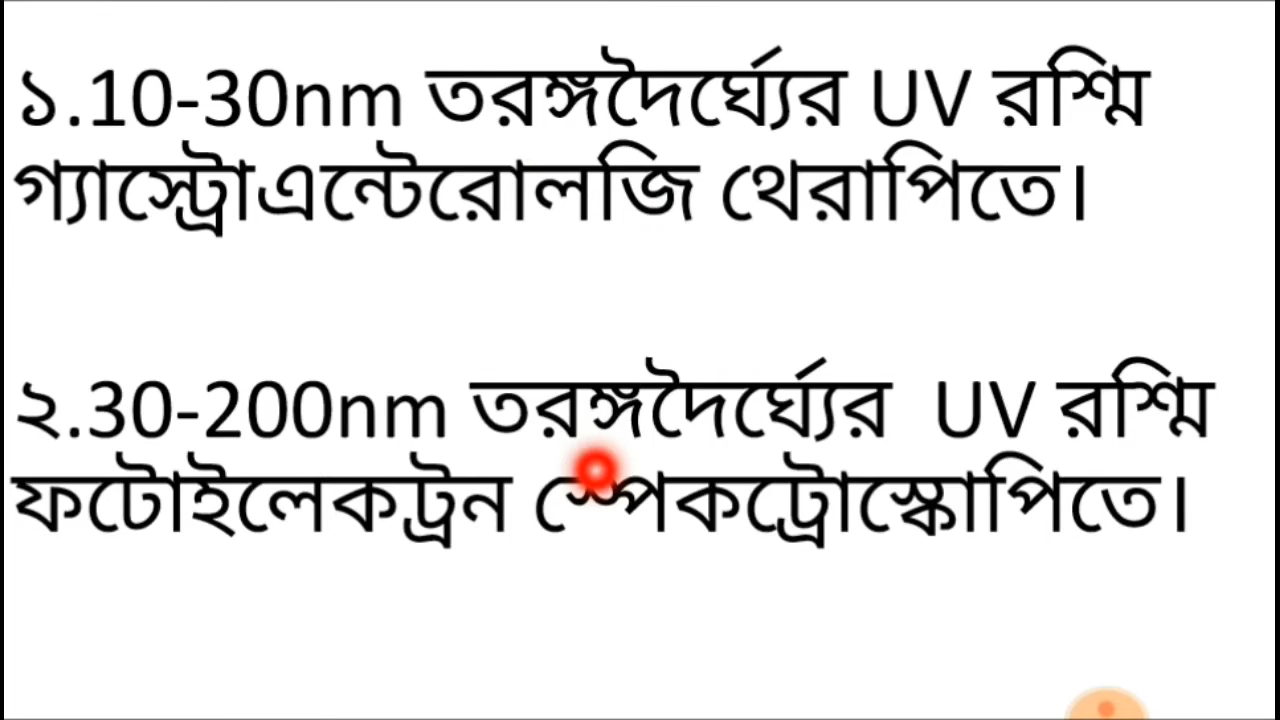 ১.10-30nm তরঙ্গদৈর্ঘ্যের UV রশ্মি
গ্যাস্ট্রোএন্টেরোলজি থেরাপিতে।
২.30-200nm তরঙ্গদৈর্ঘ্যের UV রশ্মি
ফটোইলেকট্রন স্পেকট্রোস্কোপিতে।